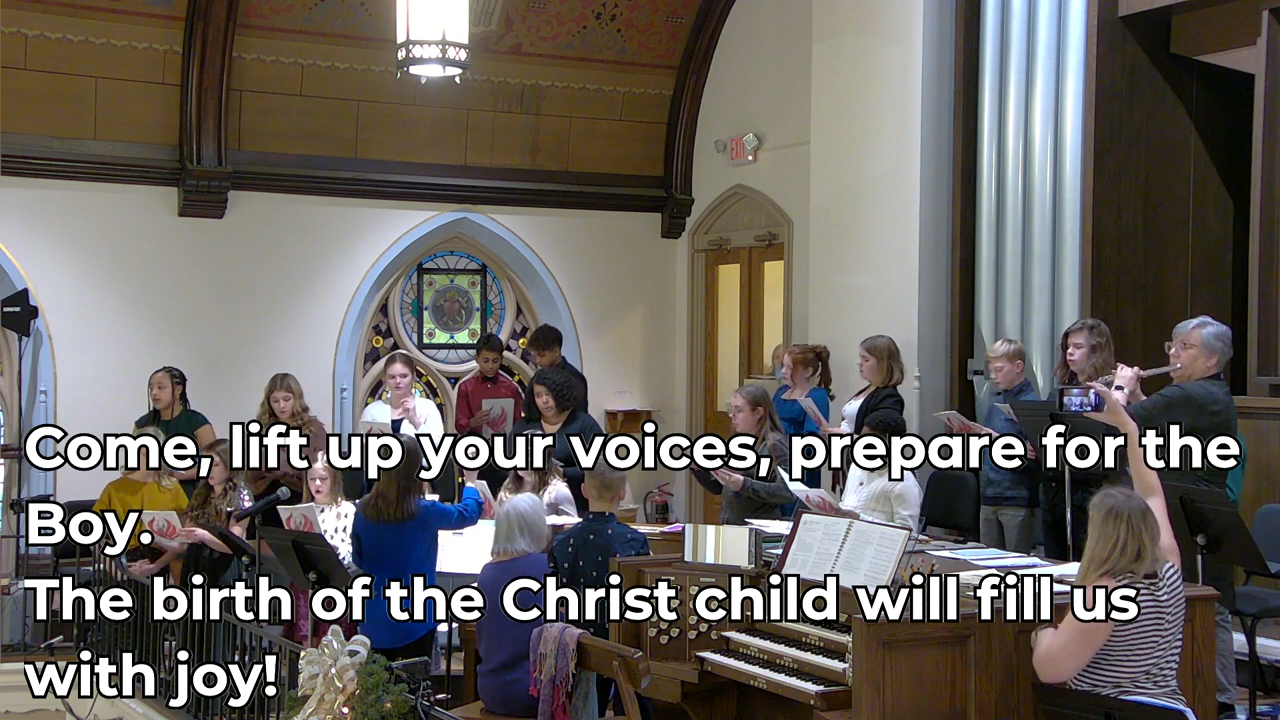 EXIT
Come, lift up your voices, prepare for the
Boy.
The birth of the Christ child will fill us
with joy!